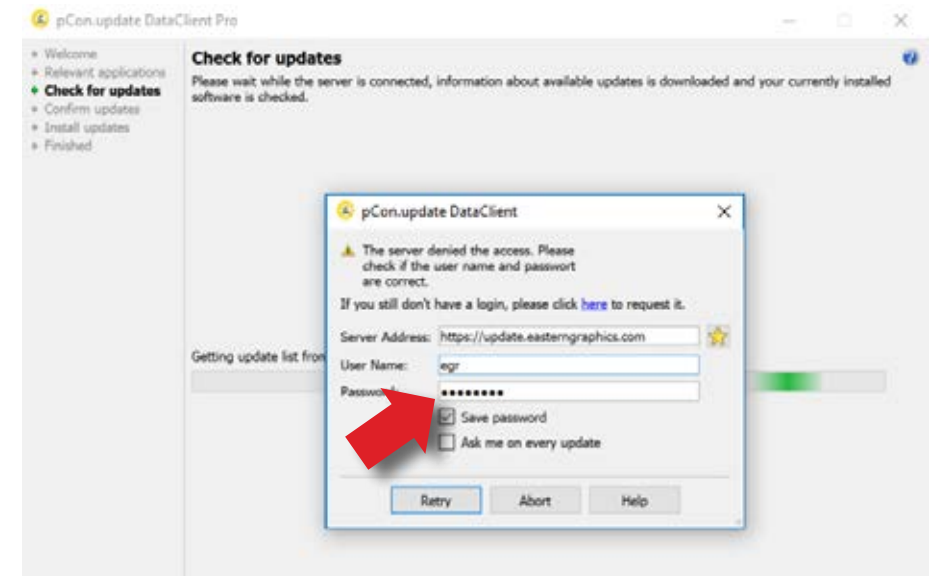 pCon.update DataClient Pro
Welcome
Relevant applications
Check for updates
Confirm updates
Install updates
Finished
Check for updates
Please wait while the server is connected, information about available updates is downloaded and your currently installed
software is checked.
Getting update list from
pCon.update DataClient
The server denied the access. Please
check if the user name and passwort
are correct.
If you still don't have a login, please click here to request it.
Server Address: https://update.easterngraphics.com
User Name: egr
Password: ••••••••
Save password
Ask me on every update
Retry Abort Help